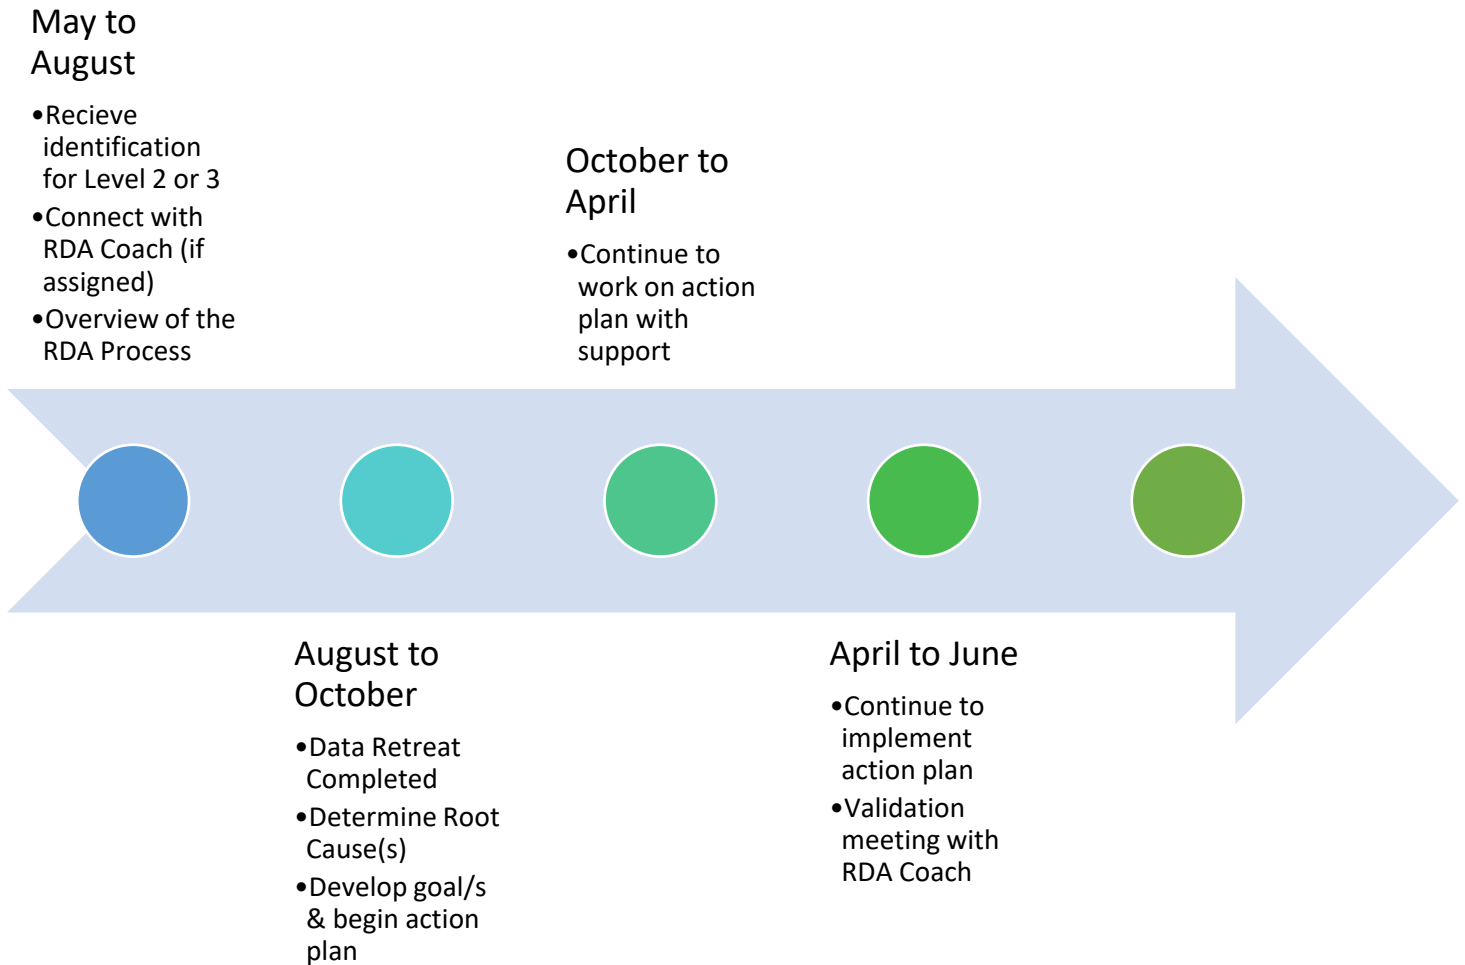 May to
August
•Recieve
identification
for Level 2 or 3
•Connect with
RDA Coach (if
assigned)
•Overview of the
RDA Process
August to
October
•Data Retreat
Completed
•Determine Root
Cause(s)
•Develop goal/s
& begin action
plan
October to
April
•Continue to
work on action
plan with
support
April to June
•Continue to
implement
action plan
•Validation
meeting with
RDA Coach